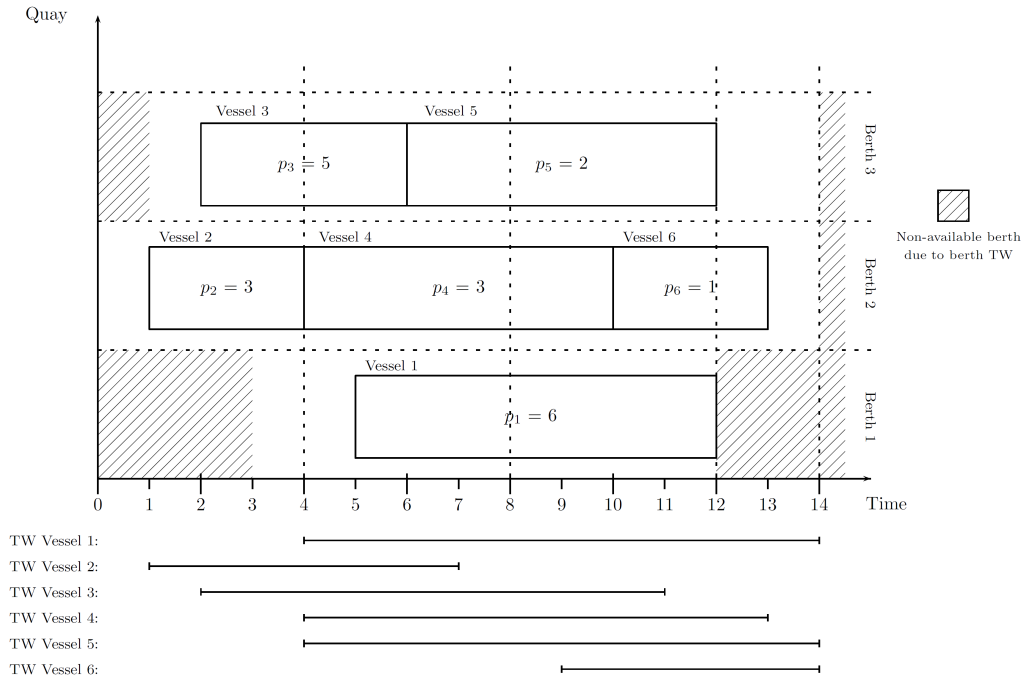 Quay
Vessel 3
Vessel 5
p₃ = 5
p₅ = 2
Berth 3
Non-available berth
due to berth TW
Vessel 2
Vessel 4
Vessel 6
p₂ = 3
p₄ = 3
p₆ = 1
Berth 2
Vessel 1
p₁ = 6
Berth 1
0 1 2 3 4 5 6 7 8 9 10 11 12 13 14
Time
TW Vessel 1:
TW Vessel 2:
TW Vessel 3:
TW Vessel 4:
TW Vessel 5:
TW Vessel 6: